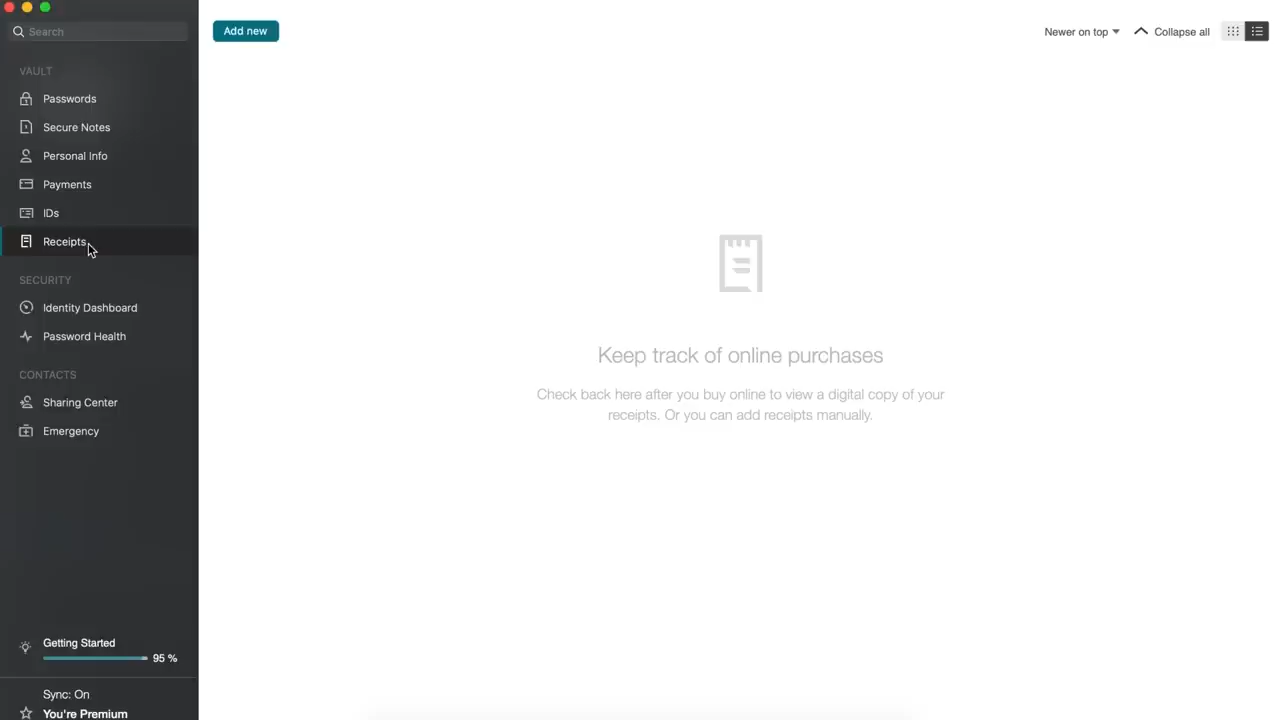 Search
VAULT
Passwords
Secure Notes
Personal Info
Payments
IDs
Receipts
SECURITY
Identity Dashboard
Password Health
CONTACTS
Sharing Center
Emergency
Getting Started
95 %
Sync: On
You're Premium
Add new
Newer on top
Collapse all
Keep track of online purchases
Check back here after you buy online to view a digital copy of your
receipts. Or you can add receipts manually.